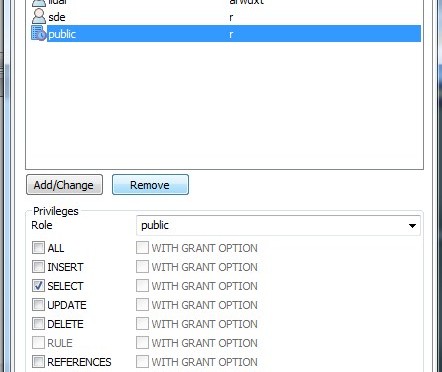 lidar arwdxt
sde r
public r
Add/Change Remove
Privileges
Role public
ALL WITH GRANT OPTION
INSERT WITH GRANT OPTION
SELECT WITH GRANT OPTION
UPDATE WITH GRANT OPTION
DELETE WITH GRANT OPTION
RULE WITH GRANT OPTION
REFERENCES WITH GRANT OPTION